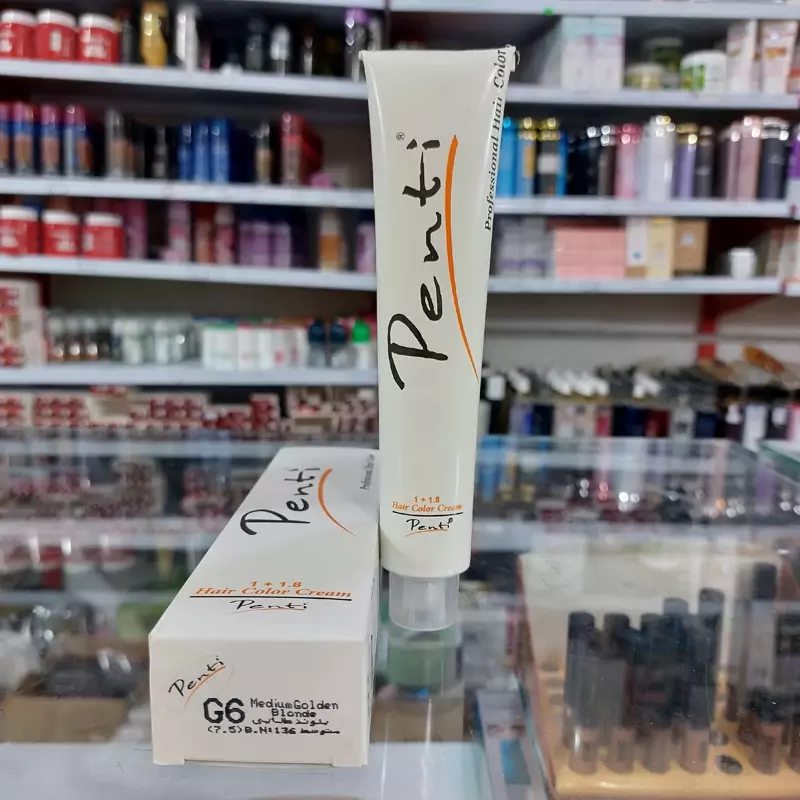 Penti®
Professional Hair Color
1 + 1.8
Hair Color Cream
Penti
Penti
1 + 1.8
Hair Color Cream
Penti
Penti
G6 Medium Golden
Blonde
بلوند طلایی
متوسط (7.5) B.N:136